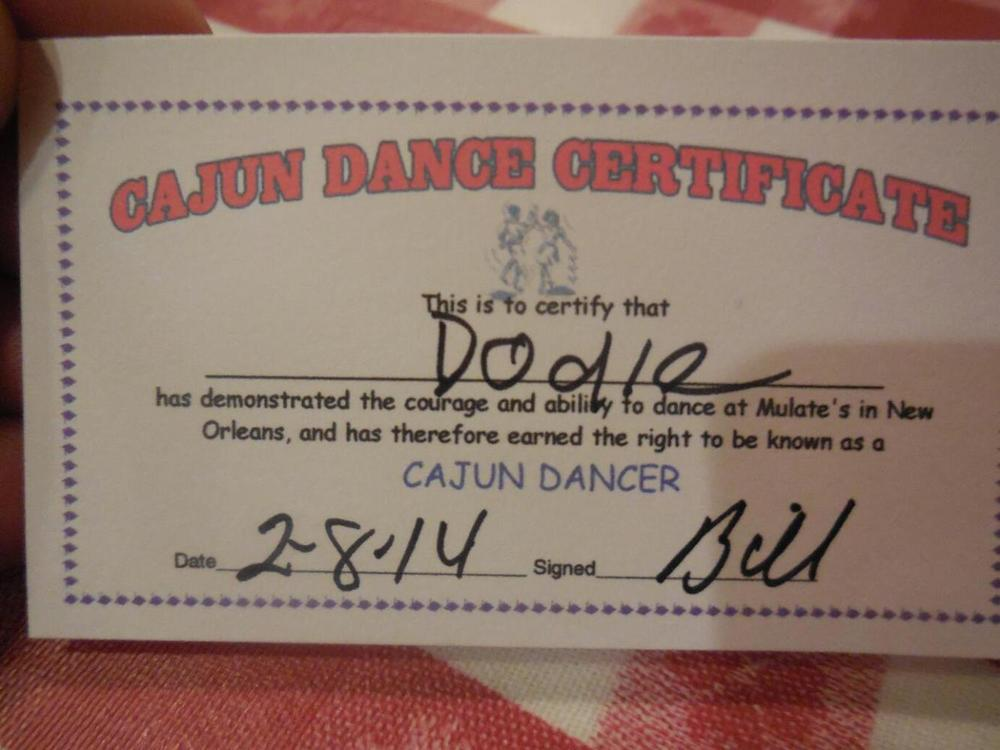 CAJUN DANCE CERTIFICATE
This is to certify that
Dodie
has demonstrated the courage and ability to dance at Mulate's in New
Orleans, and has therefore earned the right to be known as a
CAJUN DANCER
Date 2-8-14 Signed Bill